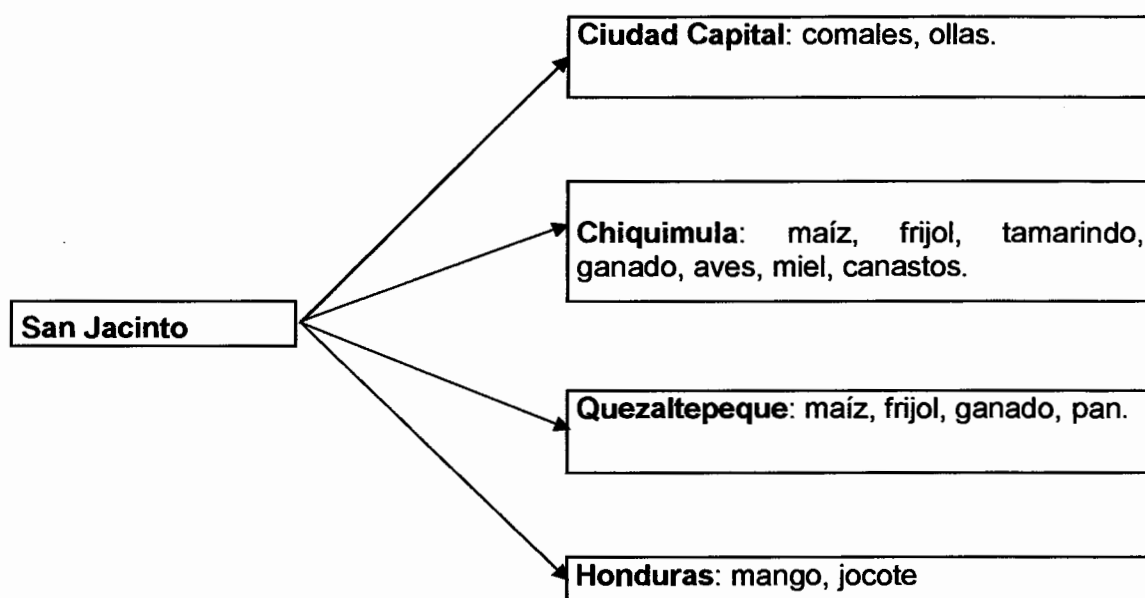 Ciudad Capital: comales, ollas.
Chiquimula: maíz, frijol, tamarindo,
ganado, aves, miel, canastos.
San Jacinto
Quezaltepeque: maíz, frijol, ganado, pan.
Honduras: mango, jocote